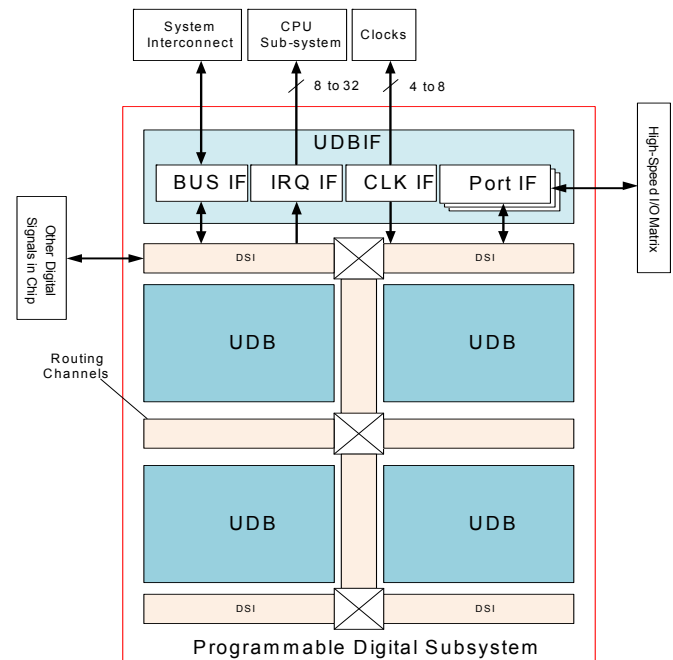 System
Interconnect
CPU
Sub-system
Clocks
8 to 32
4 to 8
High-Speed I/O Matrix
UDBIF
BUS IF
IRQ IF
CLK IF
Port IF
Other Digital
Signals in Chip
DSI
DSI
UDB
UDB
Routing
Channels
UDB
UDB
DSI
DSI
Programmable Digital Subsystem